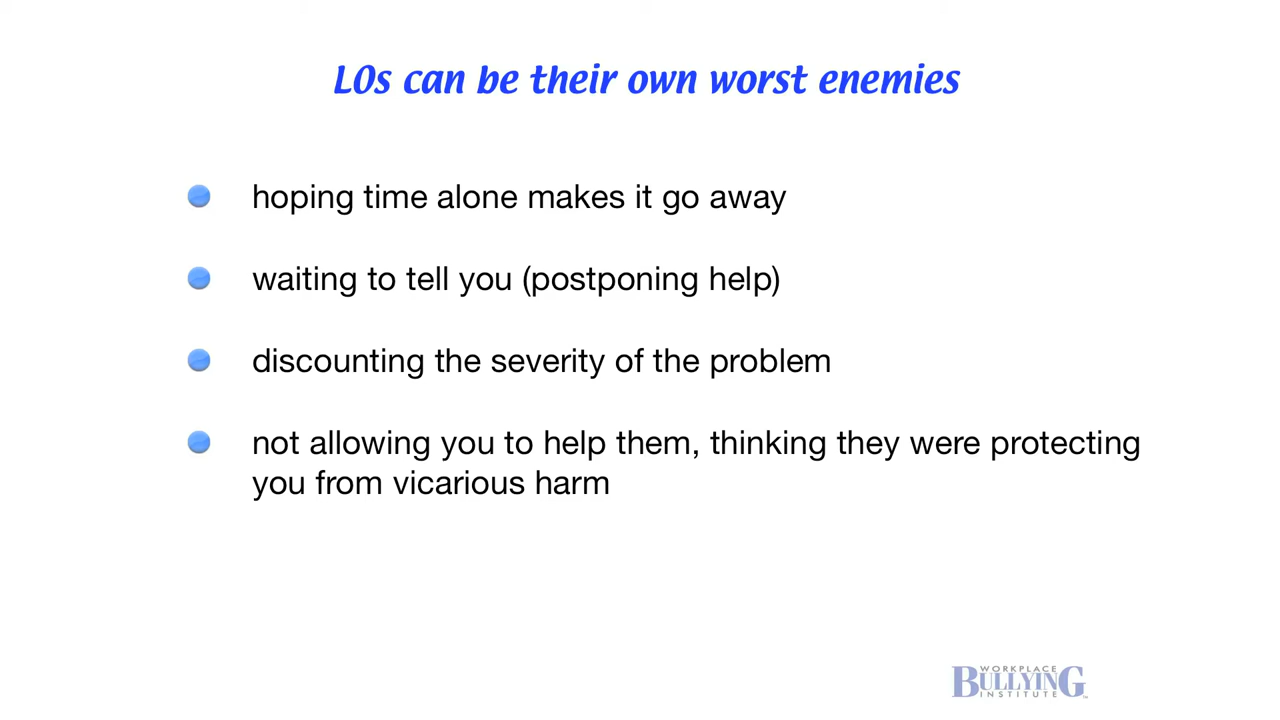 LOs can be their own worst enemies
hoping time alone makes it go away
waiting to tell you (postponing help)
discounting the severity of the problem
not allowing you to help them, thinking they were protecting
you from vicarious harm
WORKPLACE
BULLYING
INSTITUTE